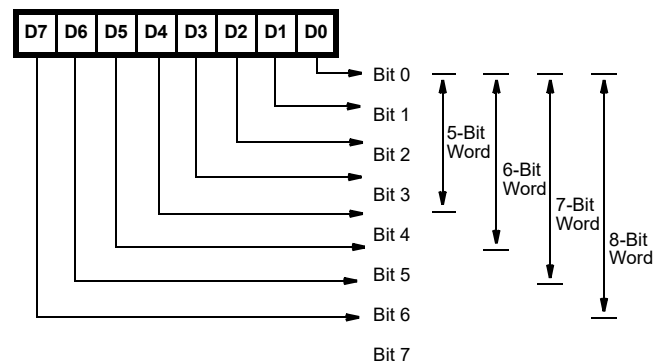 D7 D6 D5 D4 D3 D2 D1 D0
Bit 0
Bit 1
Bit 2
Bit 3
Bit 4
Bit 5
Bit 6
Bit 7
5-Bit
Word
6-Bit
Word
7-Bit
Word
8-Bit
Word